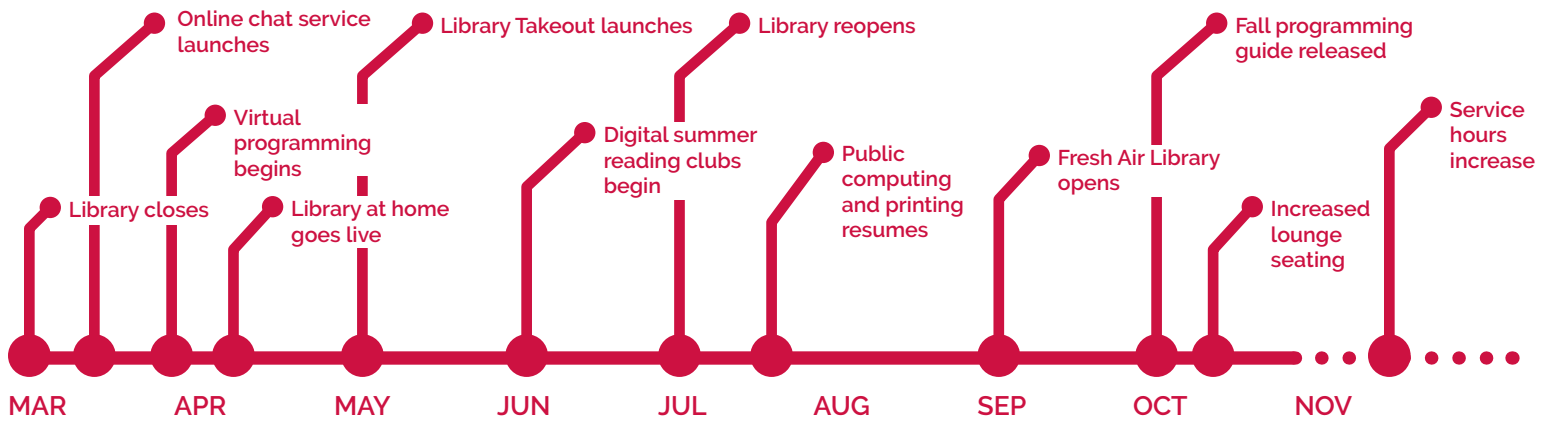 Online chat service
launches
Library Takeout launches
Library reopens
Fall programming
guide released
Virtual
programming
begins
Digital summer
reading clubs
begin
Public
computing
and printing
resumes
Fresh Air Library
opens
Service
hours
increase
Library closes
Library at home
goes live
Increased
lounge
seating
MAR
APR
MAY
JUN
JUL
AUG
SEP
OCT
NOV